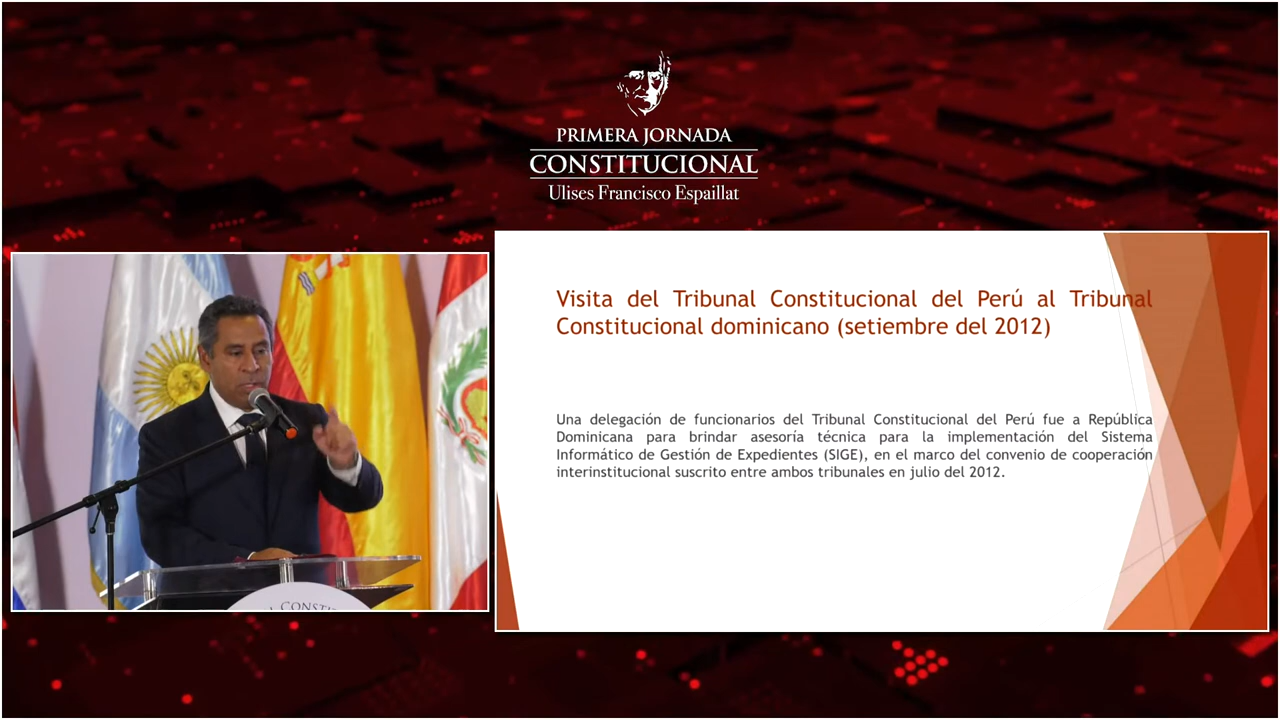 PRIMERA JORNADA
CONSTITUCIONAL
Ulises Francisco Espaillat
Visita del Tribunal Constitucional del Perú al Tribunal
Constitucional dominicano (setiembre del 2012)
Una delegación de funcionarios del Tribunal Constitucional del Perú fue a República
Dominicana para brindar asesoría técnica para la implementación del Sistema
Informático de Gestión de Expedientes (SIGE), en el marco del convenio de cooperación
interinstitucional suscrito entre ambos tribunales en julio del 2012.